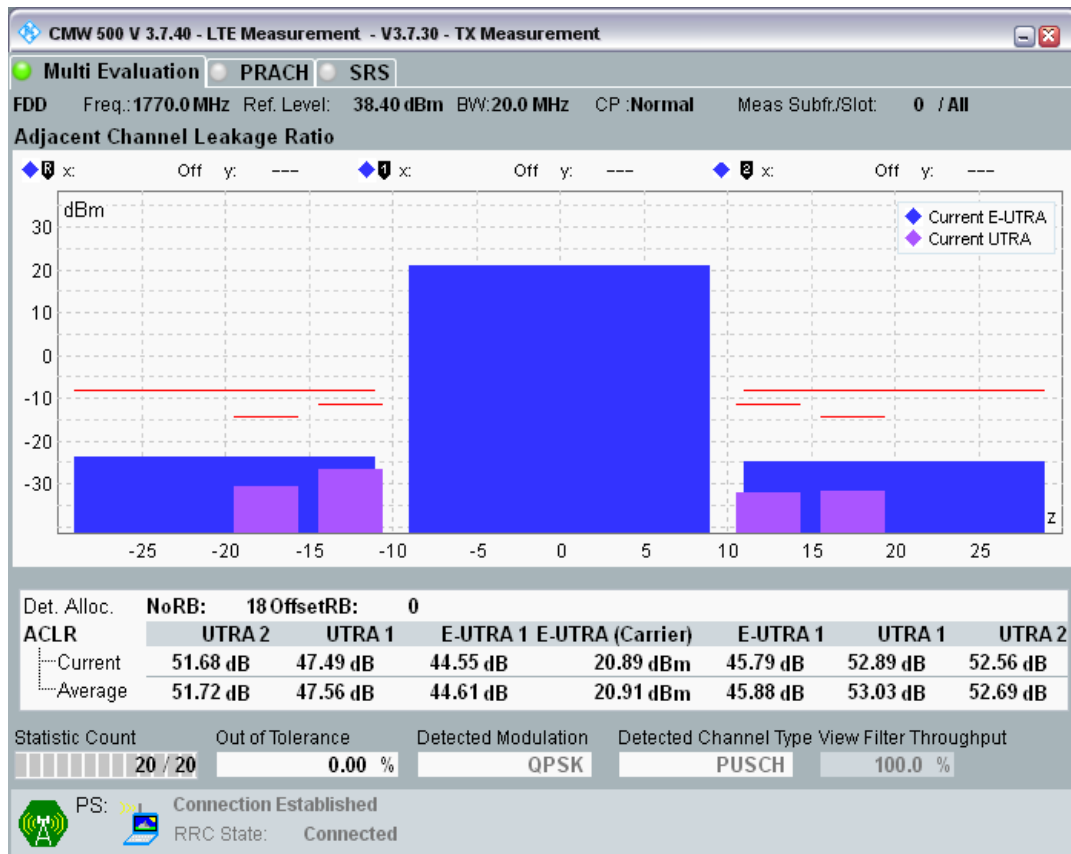 CMW 500 V 3.7.40 - LTE Measurement - V3.7.30 - TX Measurement
Multi Evaluation PRACH SRS
FDD Freq.:1770.0 MHz Ref. Level: 38.40 dBm BW:20.0 MHz CP :Normal Meas Subfr./Slot: 0 / All
Adjacent Channel Leakage Ratio
R x: Off y: --- 1 x: Off y: --- 2 x: Off y: ---
dBm
Current E-UTRA
Current UTRA
30
20
10
0
-10
-20
-30
z
-25 -20 -15 -10 -5 0 5 10 15 20 25
Det. Alloc. NoRB: 18 OffsetRB: 0
ACLR UTRA 2 UTRA 1 E-UTRA 1 E-UTRA (Carrier) E-UTRA 1 UTRA 1 UTRA 2
Current 51.68 dB 47.49 dB 44.55 dB 20.89 dBm 45.79 dB 52.89 dB 52.56 dB
Average 51.72 dB 47.56 dB 44.61 dB 20.91 dBm 45.88 dB 53.03 dB 52.69 dB
Statistic Count Out of Tolerance Detected Modulation Detected Channel Type View Filter Throughput
20 / 20 0.00 % QPSK PUSCH 100.0 %
PS: Connection Established
RRC State: Connected